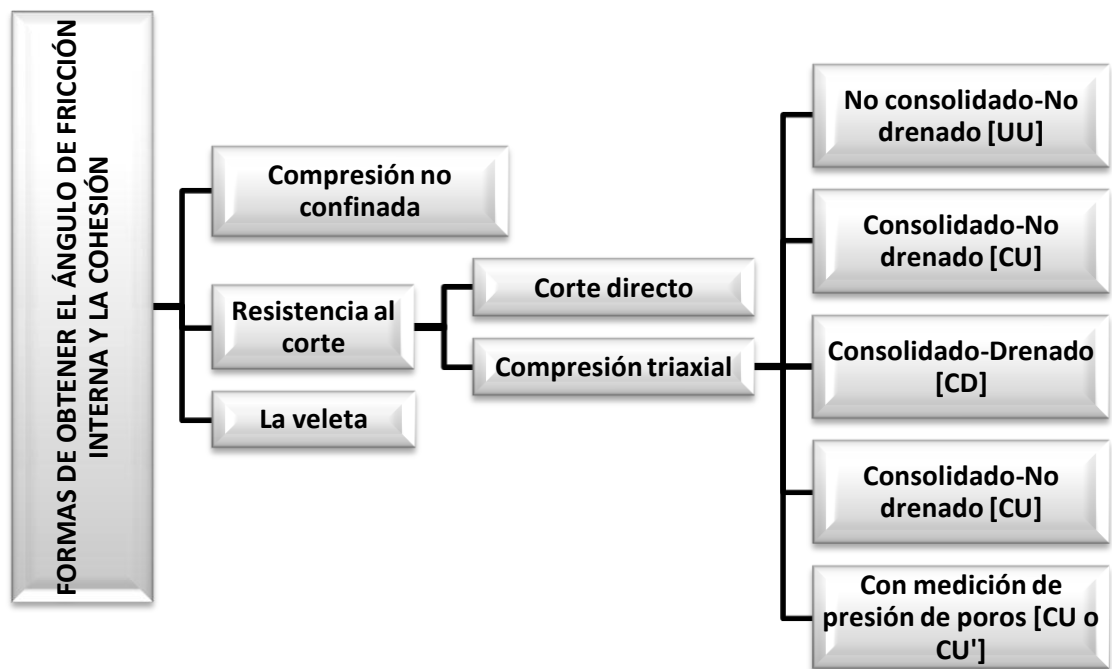 FORMAS DE OBTENER EL ÁNGULO DE FRICCIÓN
INTERNA Y LA COHESIÓN
Compresión no
confinada
Resistencia al
corte
La veleta
Corte directo
Compresión triaxial
No consolidado-No
drenado [UU]
Consolidado-No
drenado [CU]
Consolidado-Drenado
[CD]
Consolidado-No
drenado [CU]
Con medición de
presión de poros [CU o
CU']